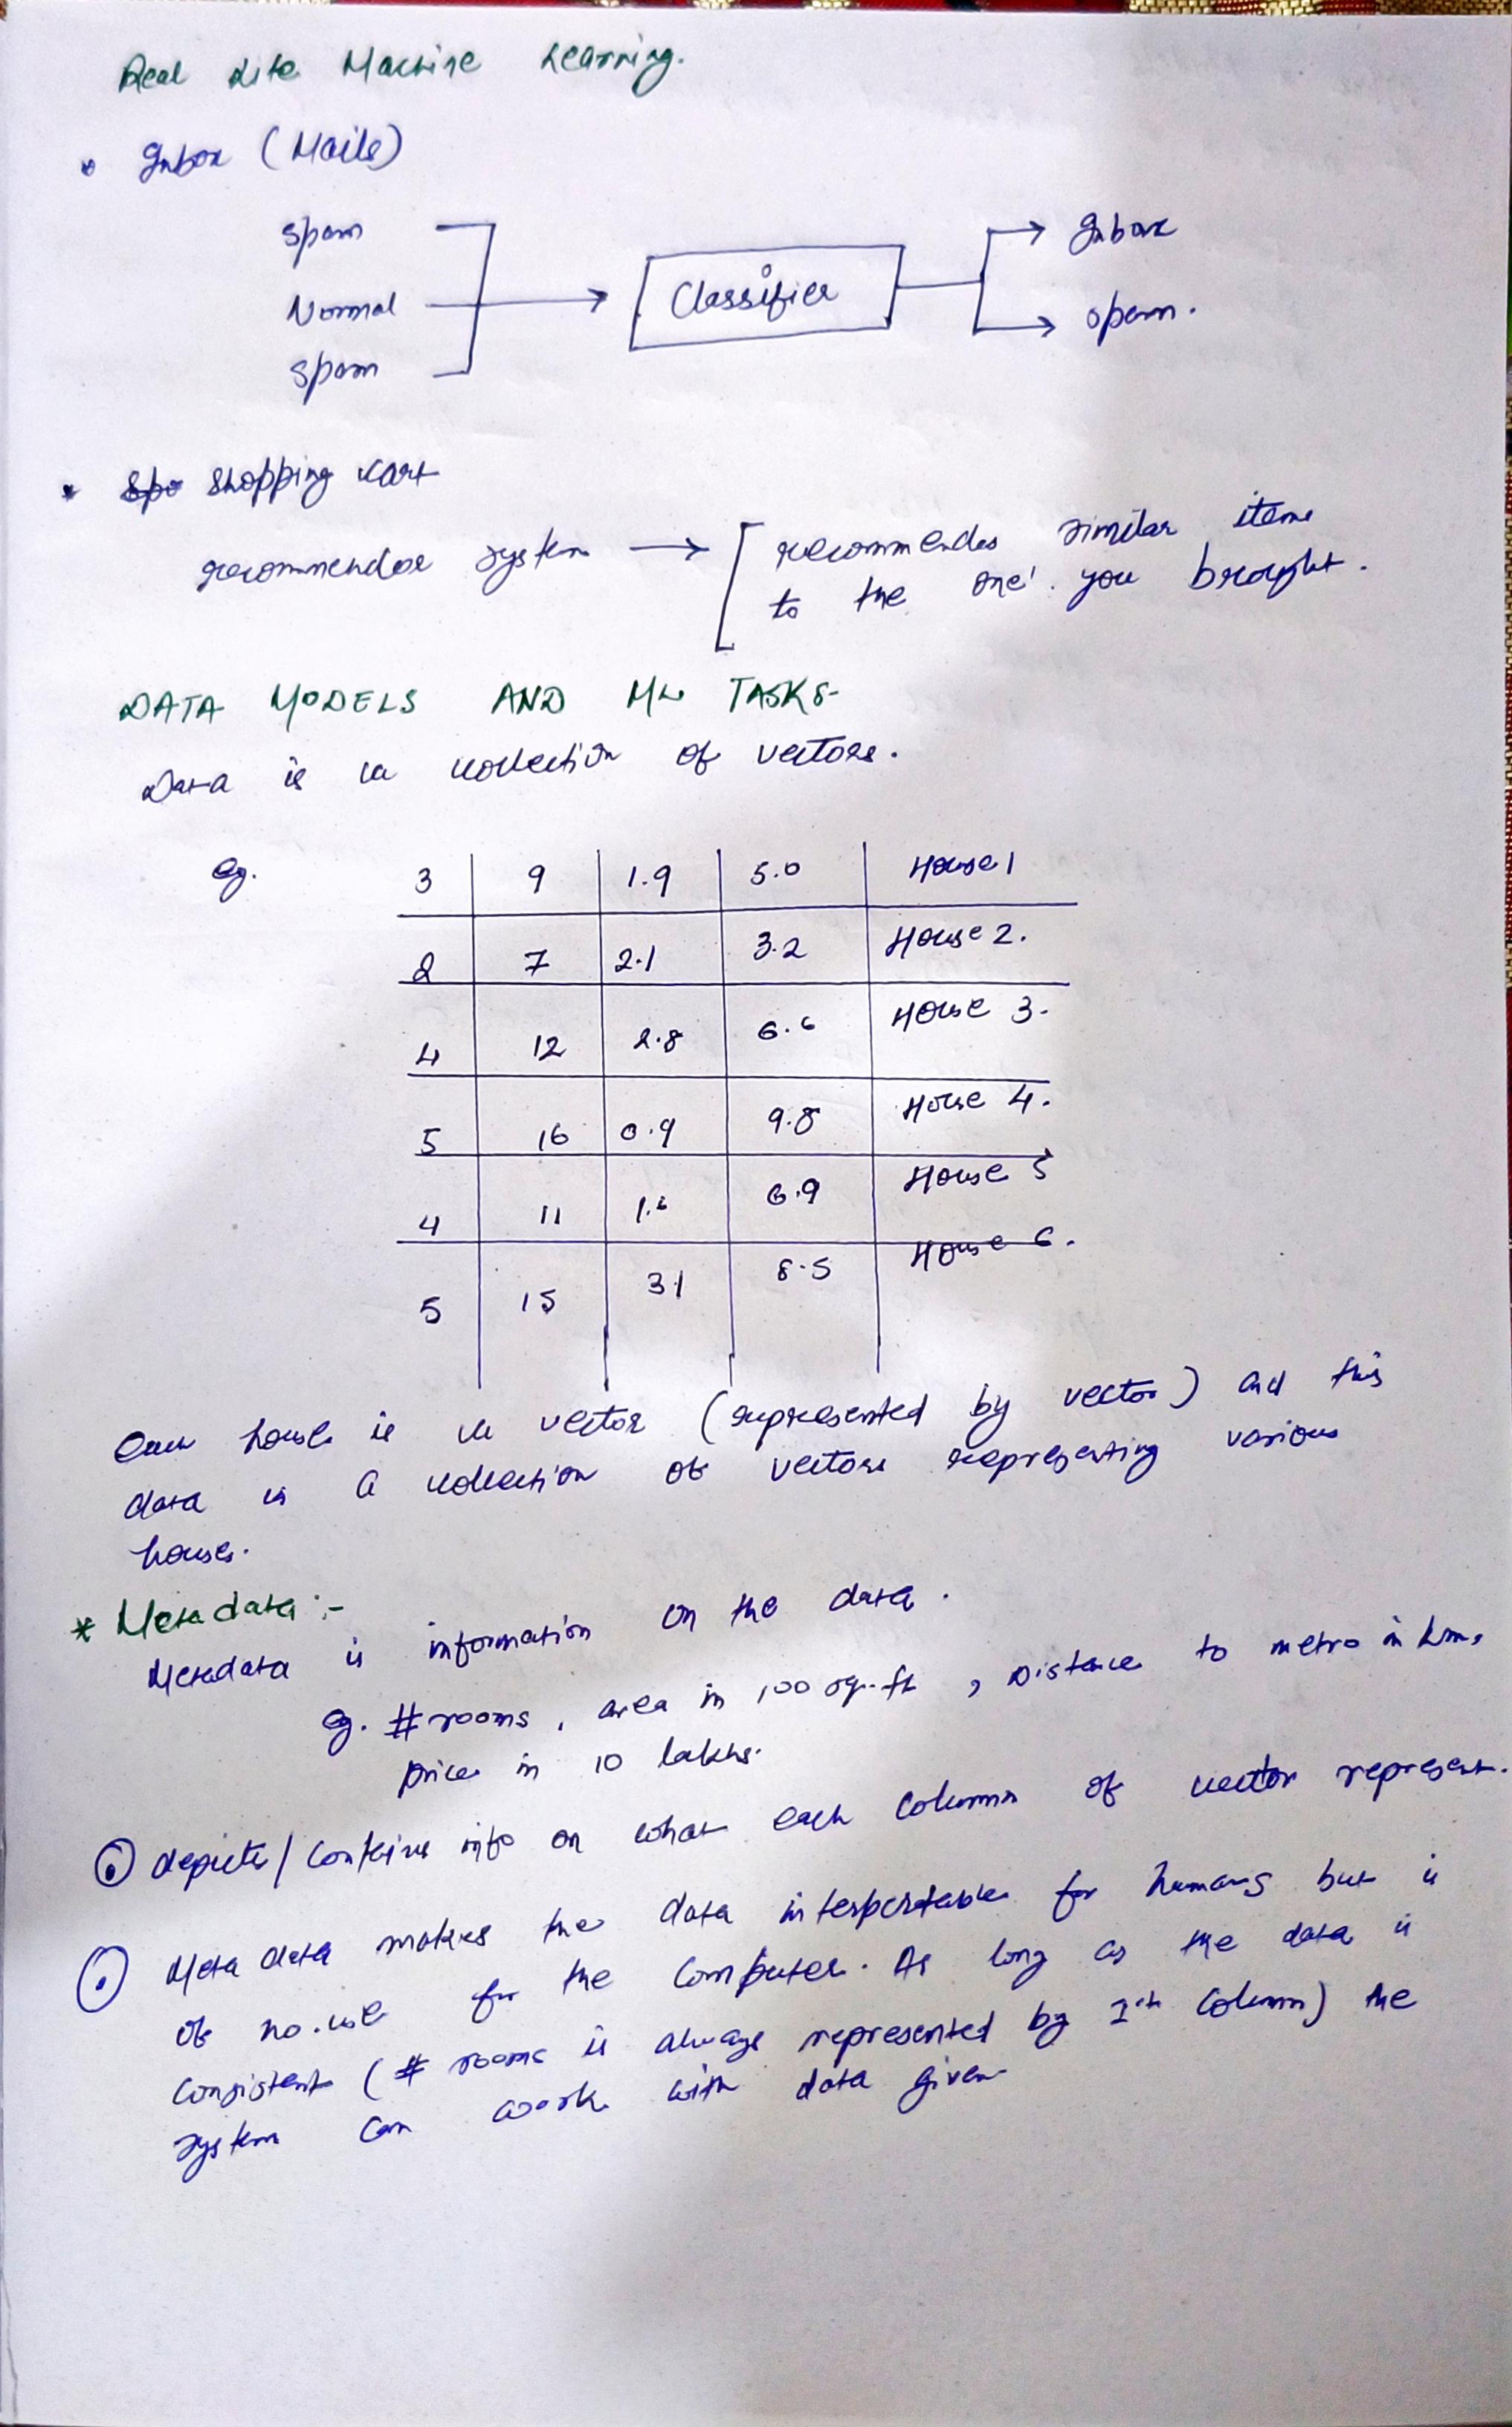 Real Life Machine Learning.
* Inbox (Mails)
Spam
Normal
Spam
Classifier
Inbox
Spam.
* Spo Shopping Cart
recommendor system → [ recommendes similar items
to the one' you brought.
DATA MODELS AND ML TASKS-
Data is a collection of vectors.
eg.
3 9 1.9 5.0 House 1
2 7 2.1 3.2 House 2.
4 12 2.8 6.6 House 3.
5 16 0.9 9.8 House 4.
4 11 1.6 6.9 House 5
5 15 3.1 8.5 House 6.
Each house is a vector (represented by vector) and this
data is a collection of vectors representing various
houses.
* Metadata :-
Metadata is information on the data.
eg. #rooms, area in 100 sq.ft, Distance to metro in km,
price in 10 lakhs.
depicts/contains info on what each column of vector represent.
Meta data makes the data interpretable for humans but is
of no.use for the computer. As long as the data is
consistent (# rooms is always represented by 1st column) the
system can work with data given